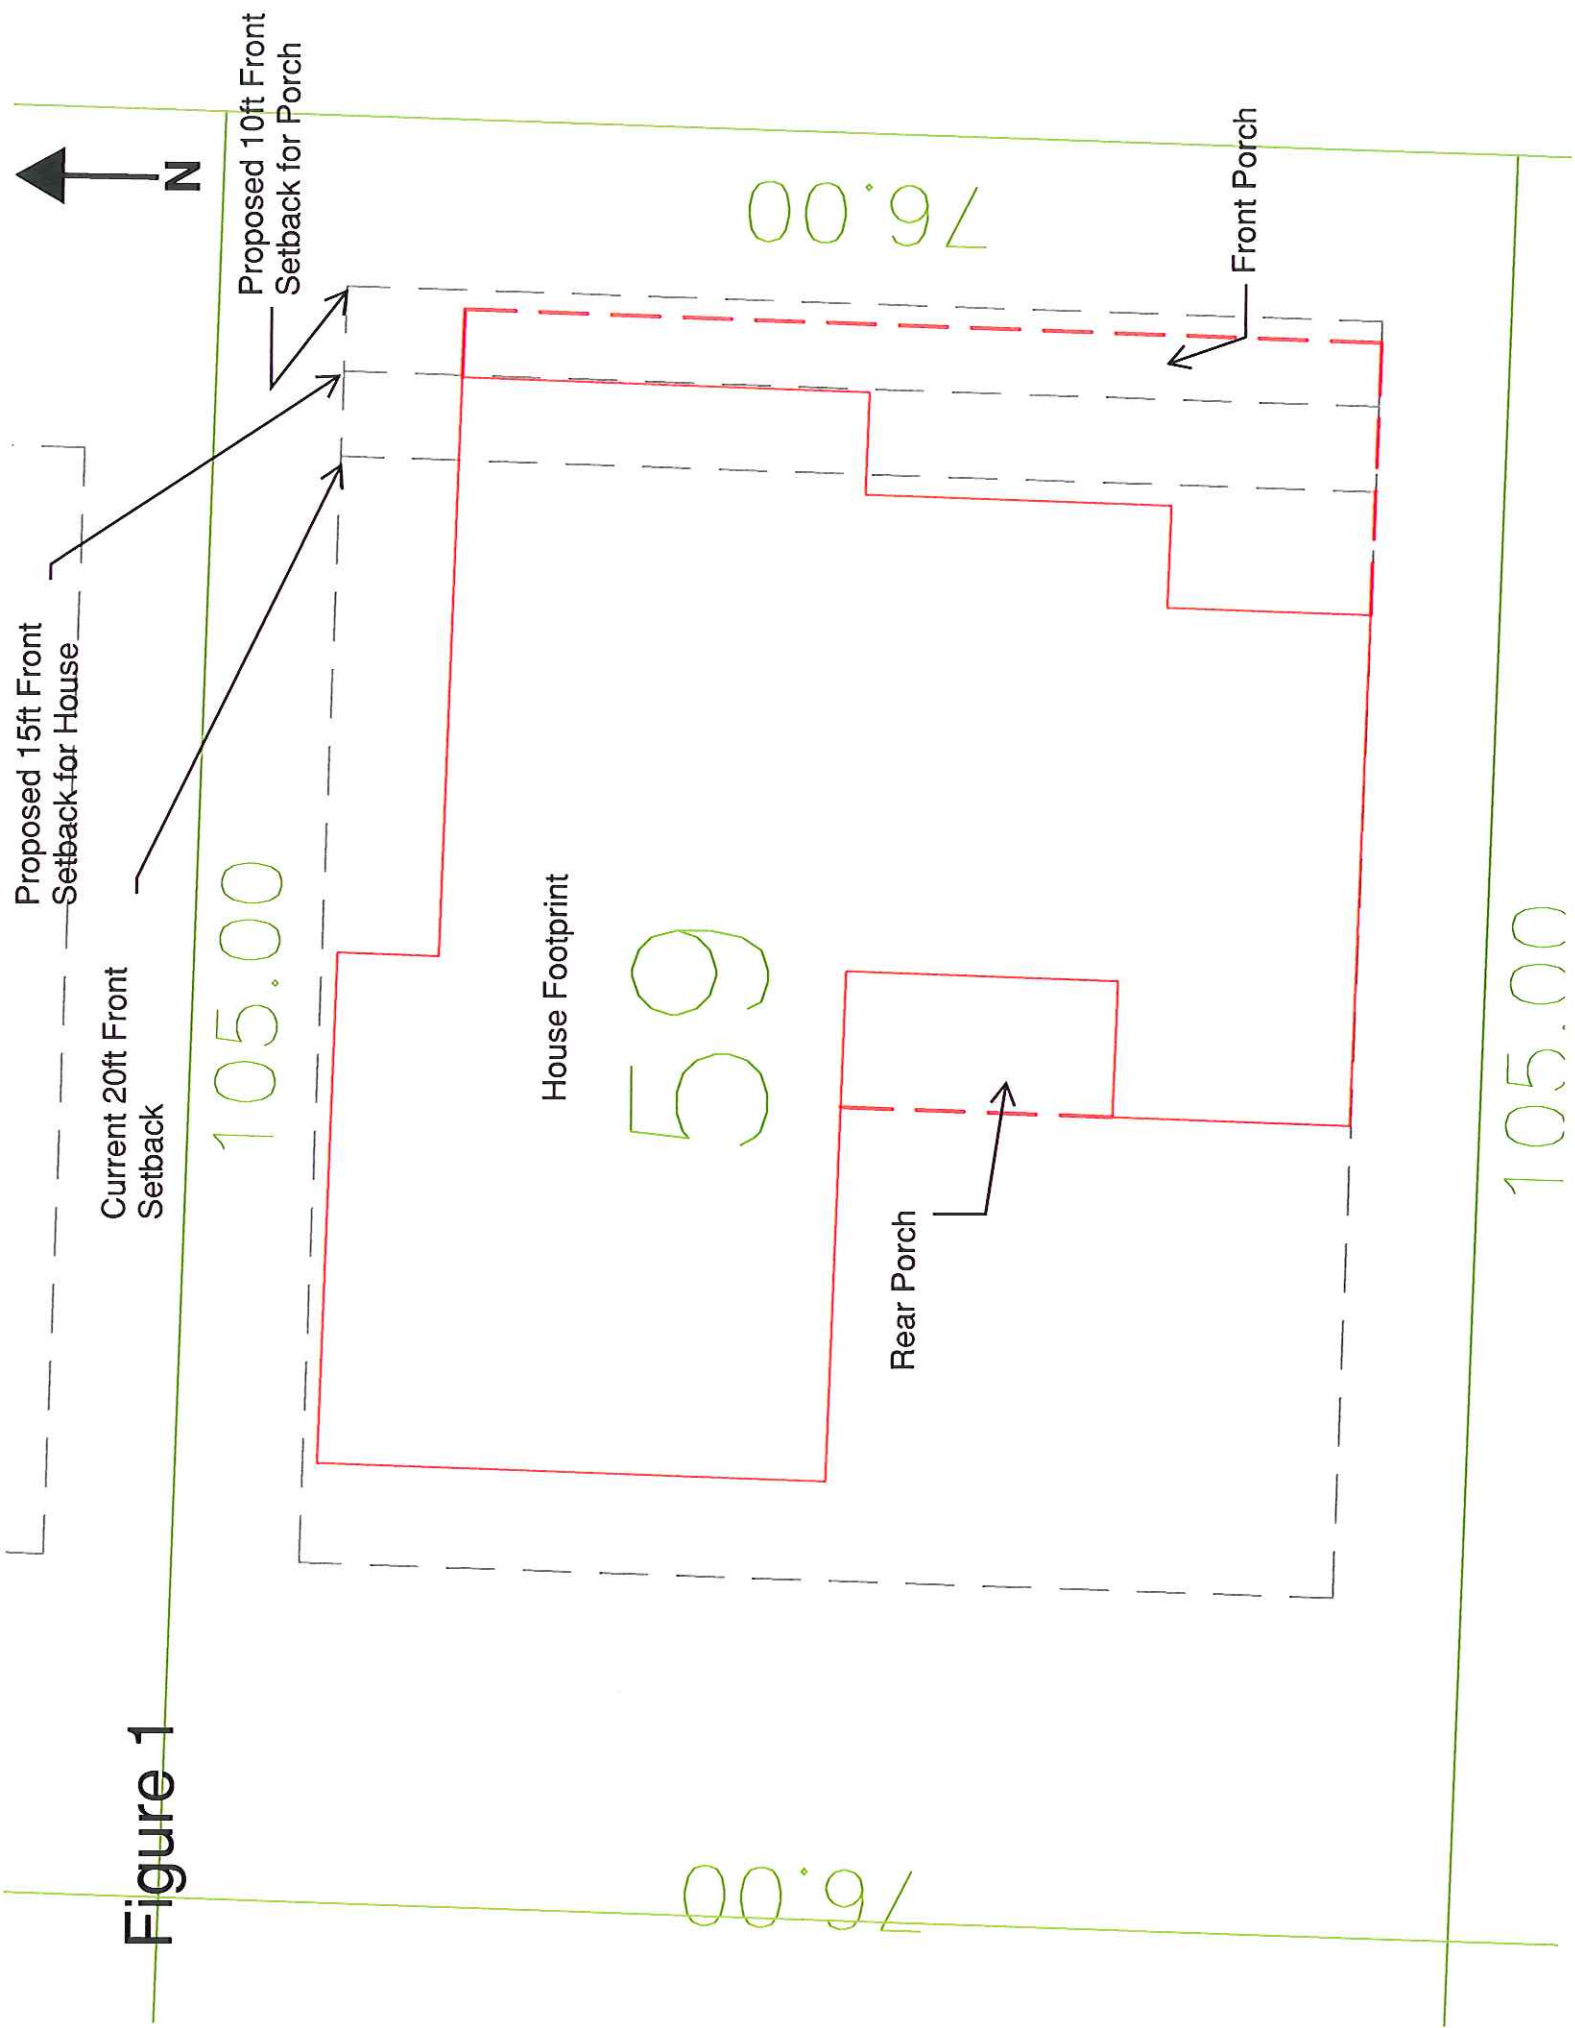 Figure 1
Proposed 15ft Front
Setback for House
Current 20ft Front
Setback
N
Proposed 10ft Front
Setback for Porch
105.00
76.00
House Footprint
59
Rear Porch
Front Porch
76.00
105.00